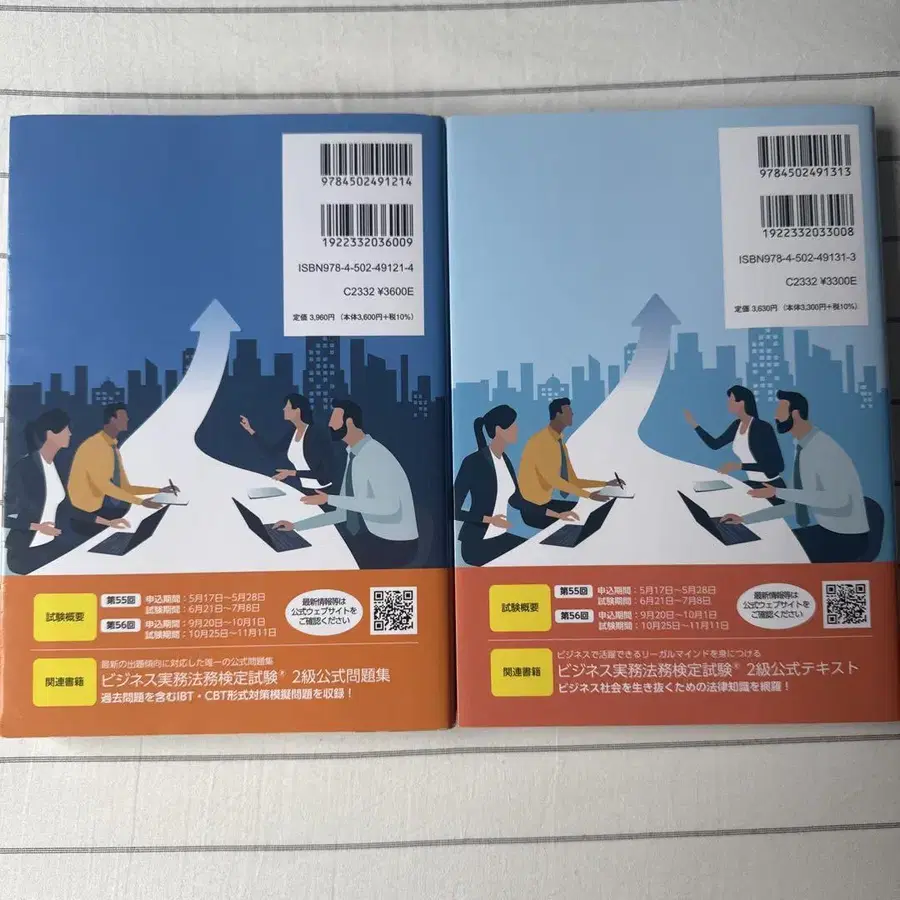 9784502491214
1922332036009
ISBN978-4-502-49121-4
C2332 ¥3600E
定価 3,960円 (本体3,600円+税10%)
試験概要
第55回
申込期間:5月17日~5月28日
試験期間:6月21日~7月8日
第56回
申込期間:9月20日~10月1日
試験期間:10月25日~11月11日
最新情報等は
公式ウェブサイトを
ご確認ください
関連書籍
最新の出題傾向に対応した唯一の公式問題集
ビジネス実務法務検定試験® 2級公式問題集
過去問題を含むIBT・CBT形式対策模擬問題を収録!
9784502491313
1922332033008
ISBN978-4-502-49131-3
C2332 ¥3300E
定価 3,630円 (本体3,300円+税10%)
試験概要
第55回
申込期間:5月17日~5月28日
試験期間:6月21日~7月8日
第56回
申込期間:9月20日~10月1日
試験期間:10月25日~11月11日
最新情報等は
公式ウェブサイトを
ご確認ください
関連書籍
ビジネスで活躍できるリーガルマインドを身につける
ビジネス実務法務検定試験® 2級公式テキスト
ビジネス社会を生き抜くための法律知識を網羅!